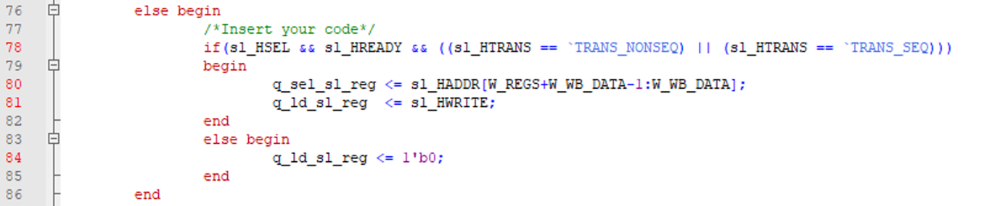 76 else begin
77 /*Insert your code*/
78 if(sl_HSEL && sl_HREADY && ((sl_HTRANS == `TRANS_NONSEQ) || (sl_HTRANS == `TRANS_SEQ)))
79 begin
80 q_sel_sl_reg <= sl_HADDR[W_REGS+W_WB_DATA-1:W_WB_DATA];
81 q_ld_sl_reg  <= sl_HWRITE;
82 end
83 else begin
84 q_ld_sl_reg <= 1'b0;
85 end
86 end